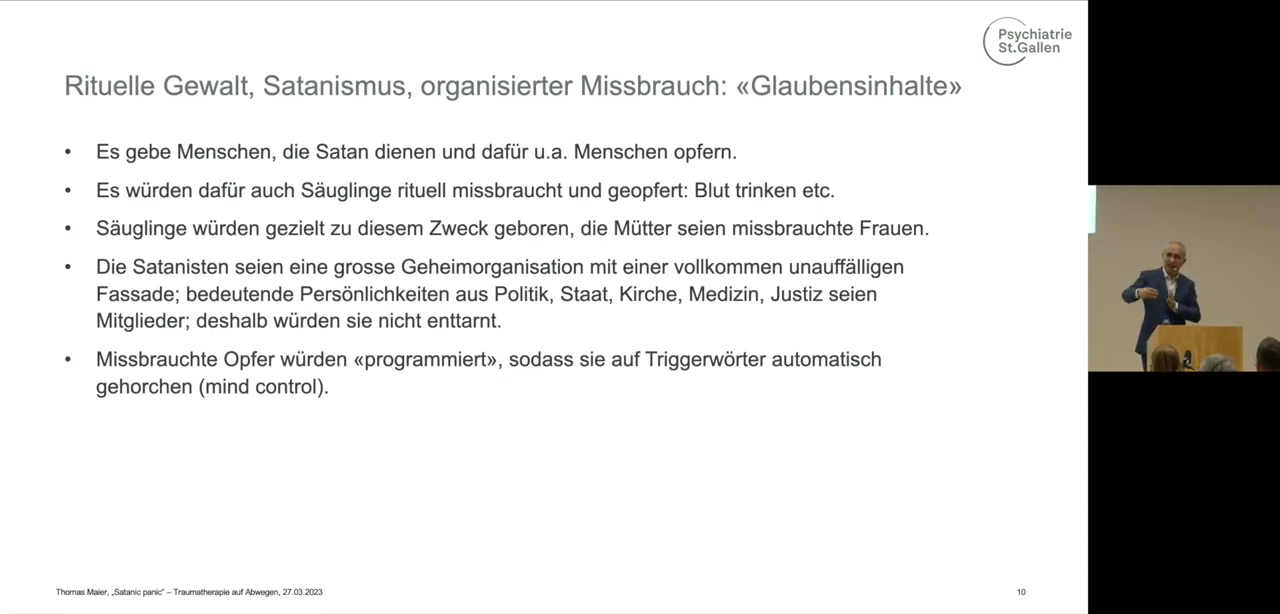 Psychiatrie
St.Gallen
Rituelle Gewalt, Satanismus, organisierter Missbrauch: «Glaubensinhalte»
• Es gebe Menschen, die Satan dienen und dafür u.a. Menschen opfern.
• Es würden dafür auch Säuglinge rituell missbraucht und geopfert: Blut trinken etc.
• Säuglinge würden gezielt zu diesem Zweck geboren, die Mütter seien missbrauchte Frauen.
• Die Satanisten seien eine grosse Geheimorganisation mit einer vollkommen unauffälligen
Fassade; bedeutende Persönlichkeiten aus Politik, Staat, Kirche, Medizin, Justiz seien
Mitglieder; deshalb würden sie nicht enttarnt.
• Missbrauchte Opfer würden «programmiert», sodass sie auf Triggerwörter automatisch
gehorchen (mind control).
Thomas Maier, „Satanic panic“ – Traumatherapie auf Abwegen, 27.03.2023
10